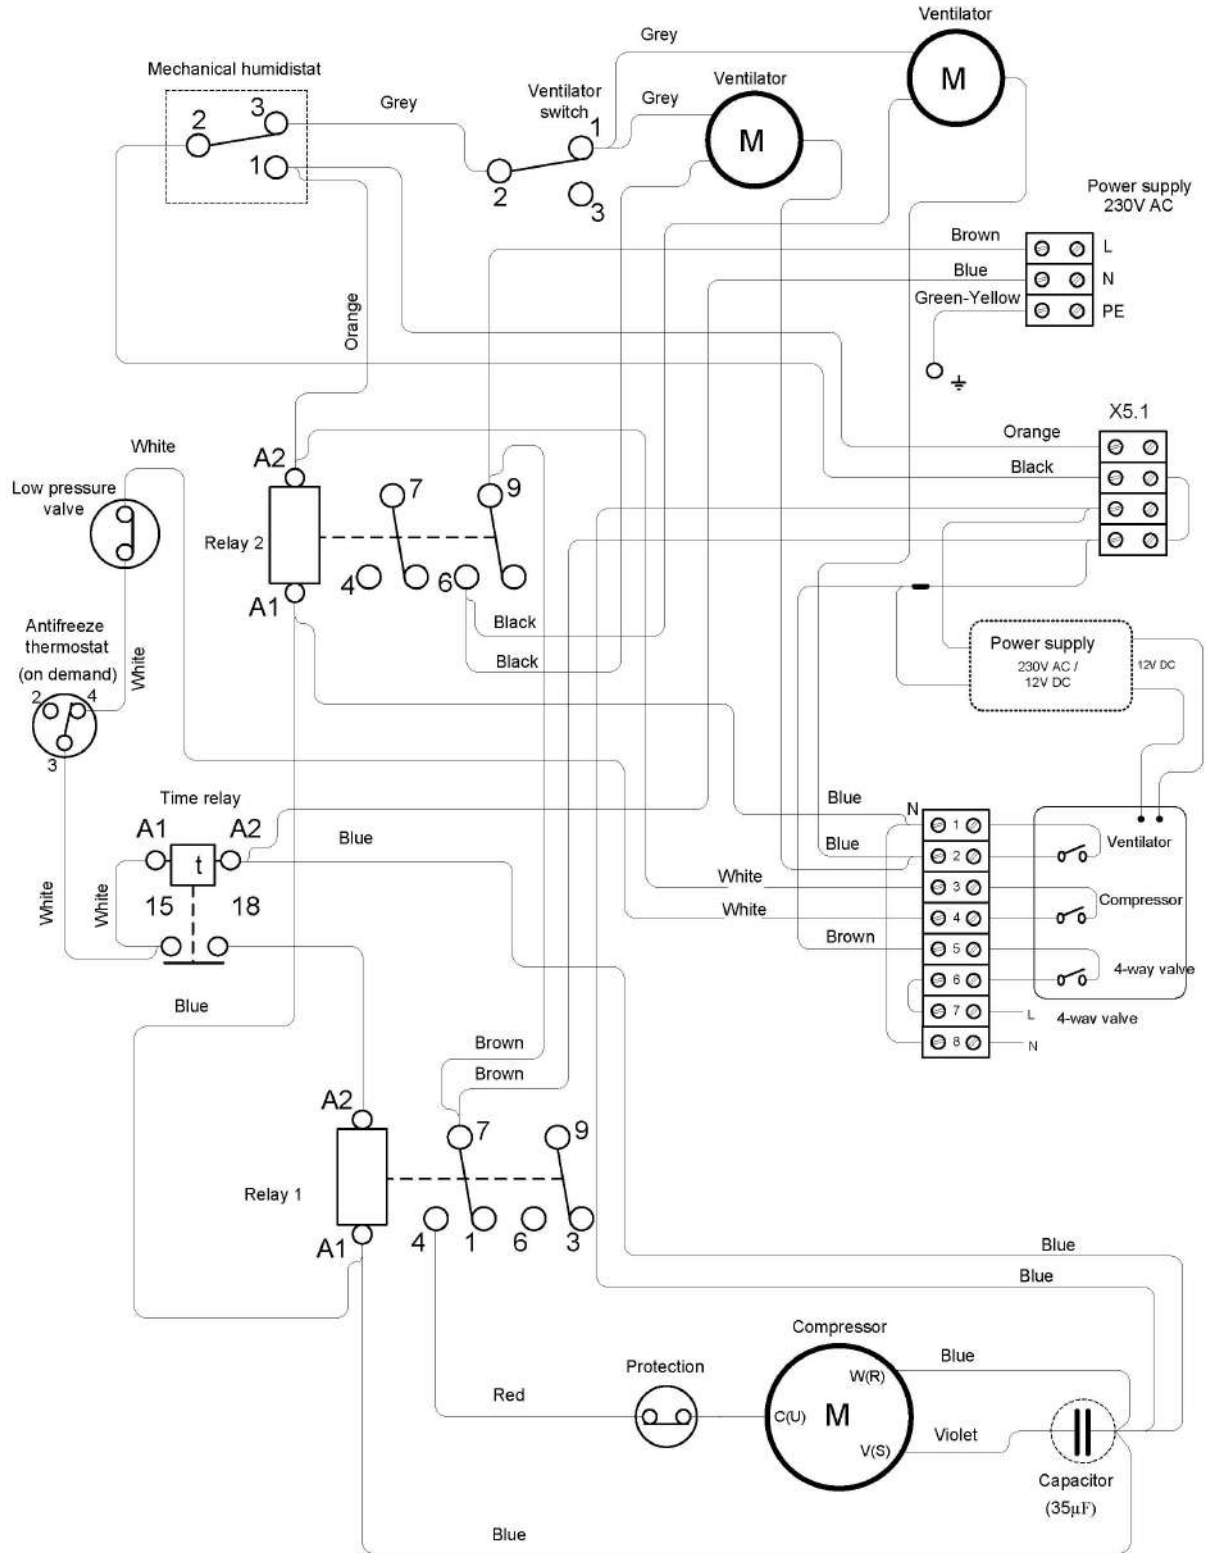 Ventilator
Grey
Mechanical humidistat
Ventilator
Ventilator
switch
Grey
Grey
M
M
3
2
1
1
2
3
Power supply
230V AC
Brown
L
Blue
N
Green-Yellow
PE
Orange
X5.1
Orange
Black
White
A2
7
9
Low pressure
valve
Relay 2
4
6
A1
Black
Black
Antifreeze
thermostat
(on demand)
White
2
4
3
Power supply
230V AC /
12V DC
12V DC
Time relay
A1
A2
t
15
18
Blue
White
White
Blue
N
1
Ventilator
Blue
2
White
3
Compressor
White
4
Brown
5
4-way valve
6
7
L
4-way valve
8
N
Blue
Brown
Brown
A2
7
9
Relay 1
A1
4
1
6
3
Blue
Blue
Compressor
Protection
W(R)
Blue
Red
C(U)
M
V(S)
Violet
Capacitor
(35µF)
Blue